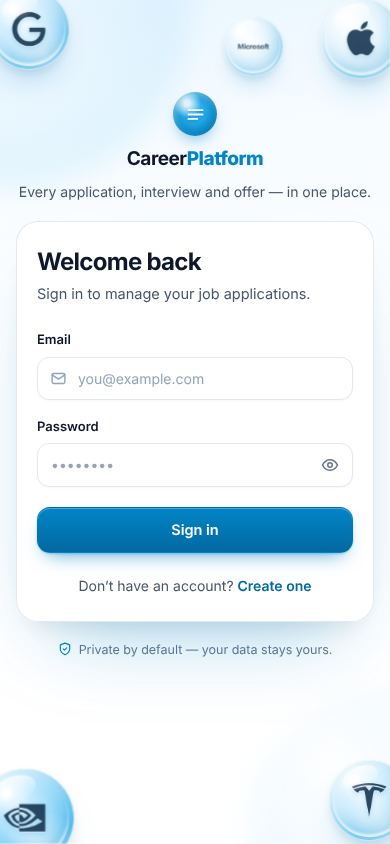 G
Microsoft
CareerPlatform
Every application, interview and offer — in one place.
Welcome back
Sign in to manage your job applications.
Email
you@example.com
Password
••••••••
Sign in
Don’t have an account? Create one
Private by default — your data stays yours.